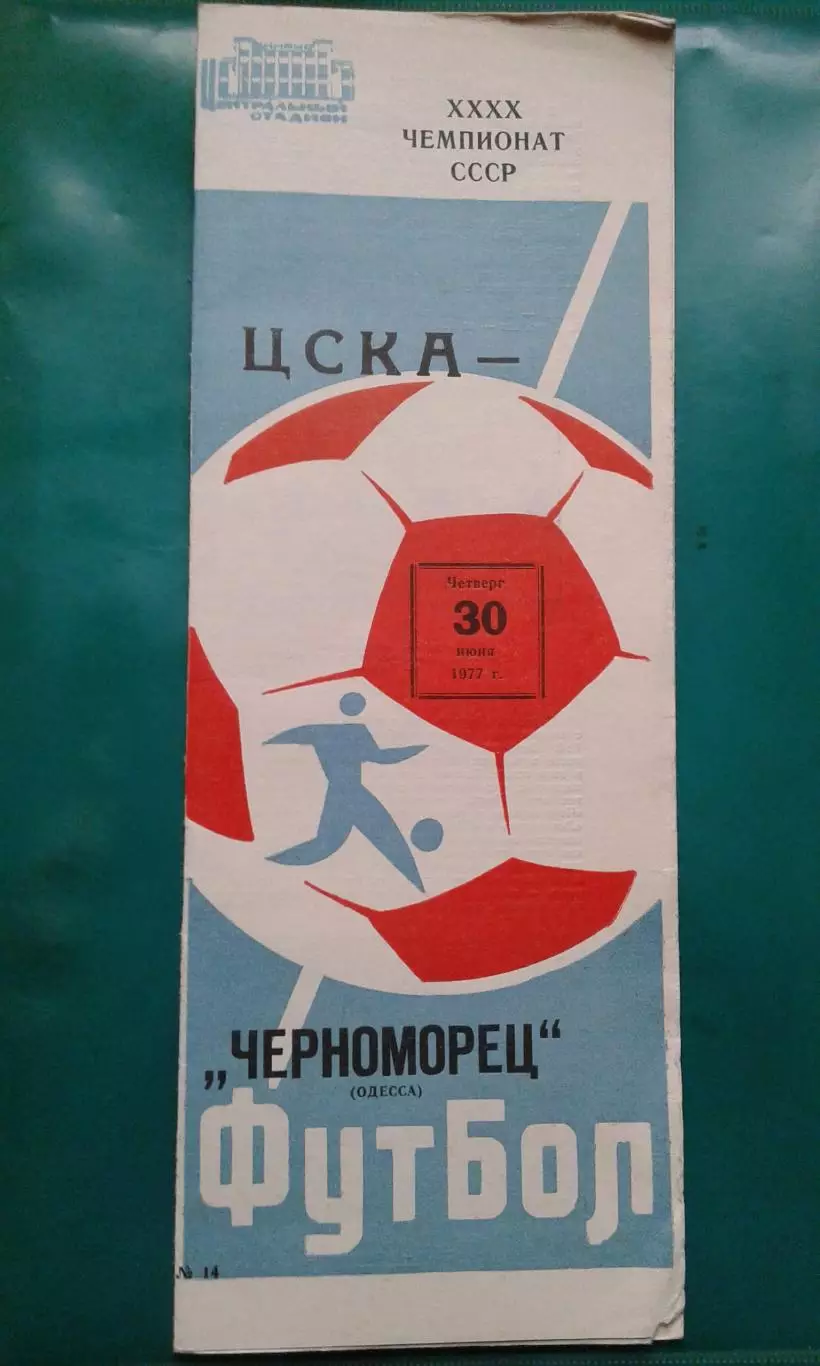 ЦЕНТРАЛЬНЫЙ
СТАДИОН
XXXX
ЧЕМПИОНАТ
СССР
ЦСКА —
Четверг
30
июня
1977 г.
„ЧЕРНОМОРЕЦ“
(ОДЕССА)
Футбол
№ 14